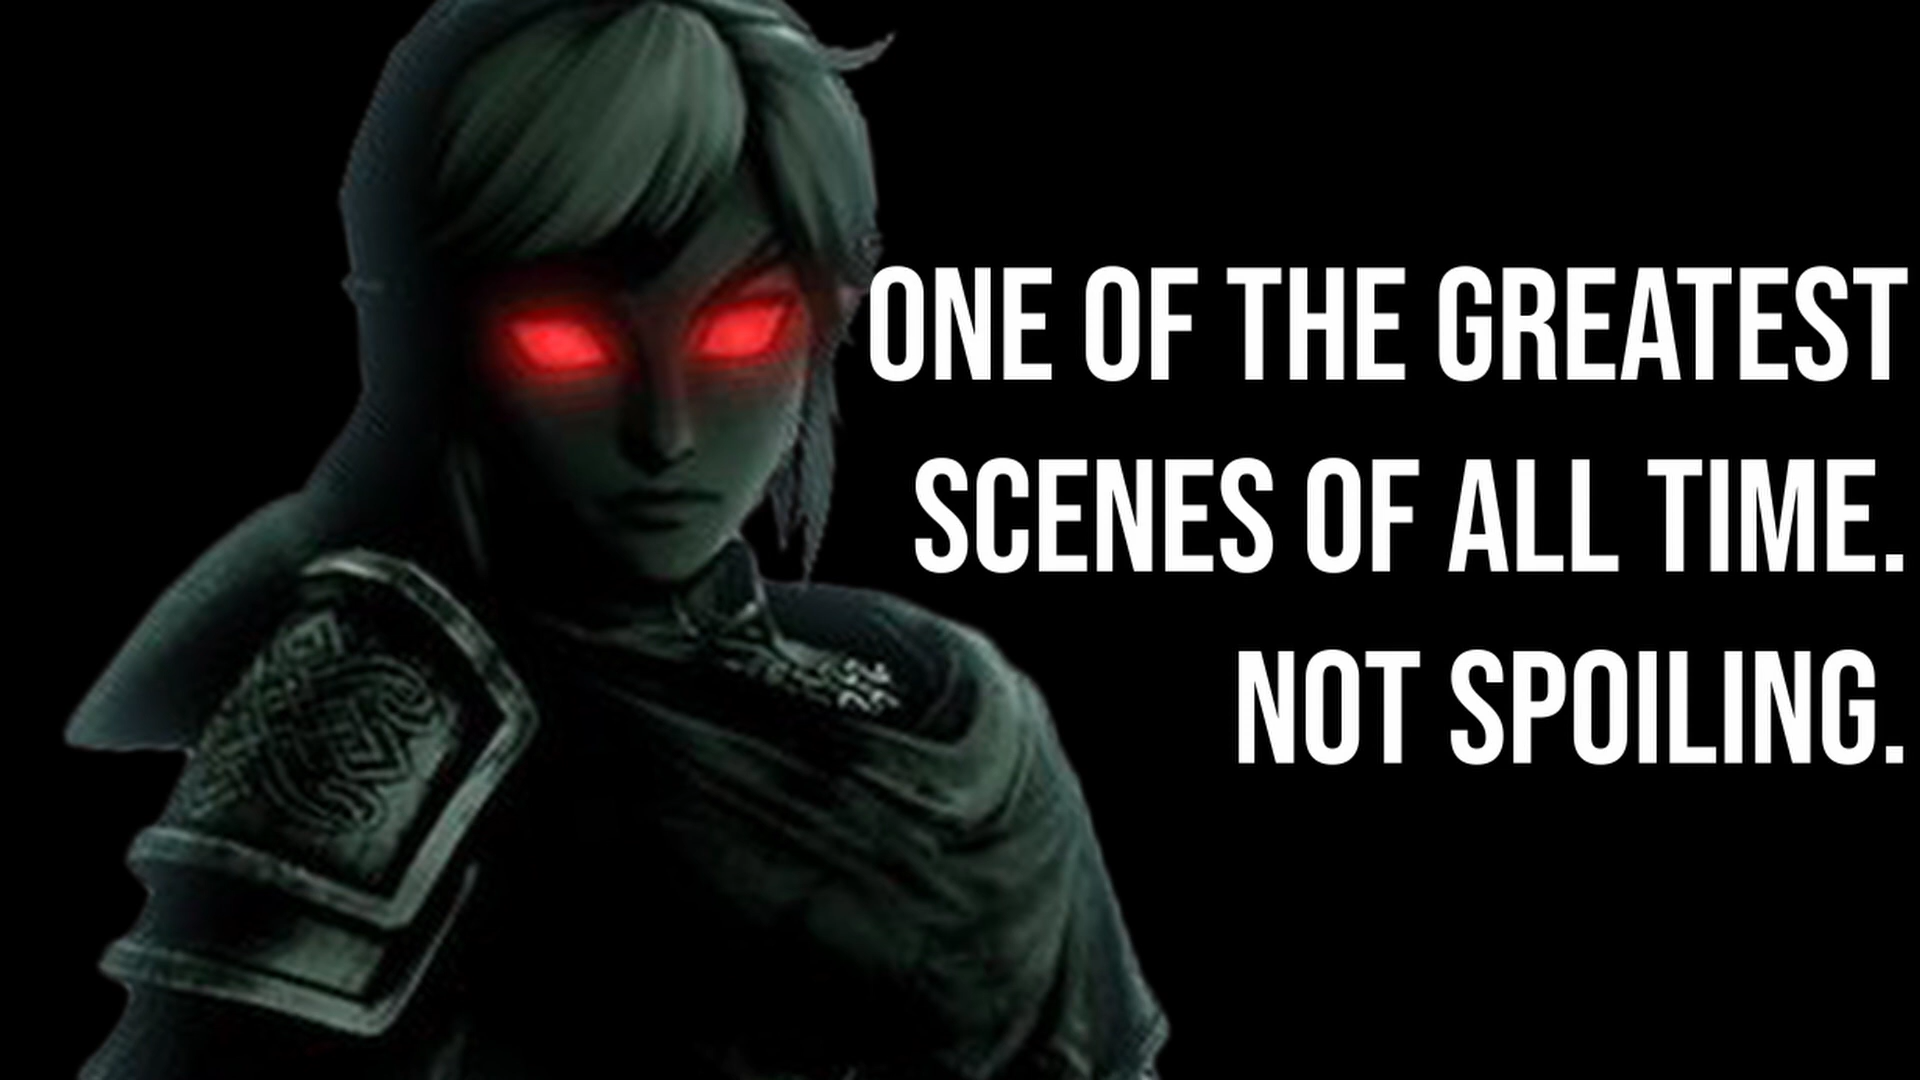 ONE OF THE GREATEST
SCENES OF ALL TIME.
NOT SPOILING.